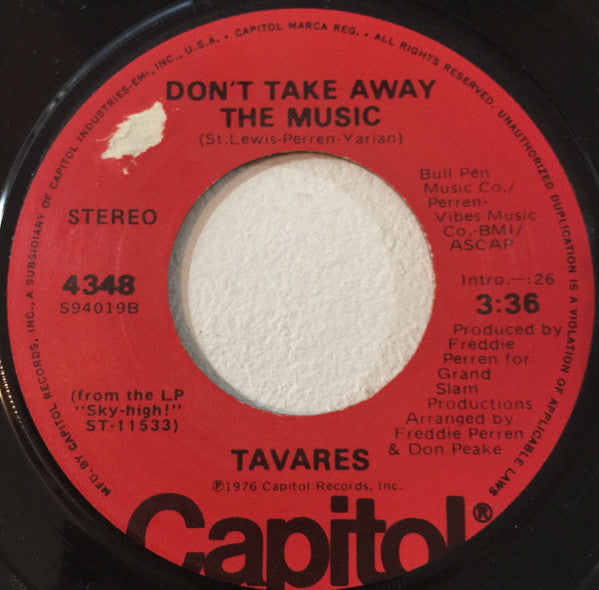 MFD. BY CAPITOL RECORDS, INC., A SUBSIDIARY OF CAPITOL INDUSTRIES-EMI, INC., U.S.A. • CAPITOL MARCA REG. • ALL RIGHTS RESERVED. UNAUTHORIZED DUPLICATION IS A VIOLATION OF APPLICABLE LAWS
DON'T TAKE AWAY
THE MUSIC
(St.Lewis-Perren-Yarian)
STEREO
4348
S94019B
(from the LP
"Sky-high!"
ST-11533)
Bull Pen
Music Co./
Perren-
Vibes Music
Co.-BMI/
ASCAP
Intro.—:26
3:36
Produced by
Freddie
Perren for
Grand
Slam
Productions
Arranged by
Freddie Perren
& Don Peake
TAVARES
℗1976 Capitol Records, Inc.
Capitol®